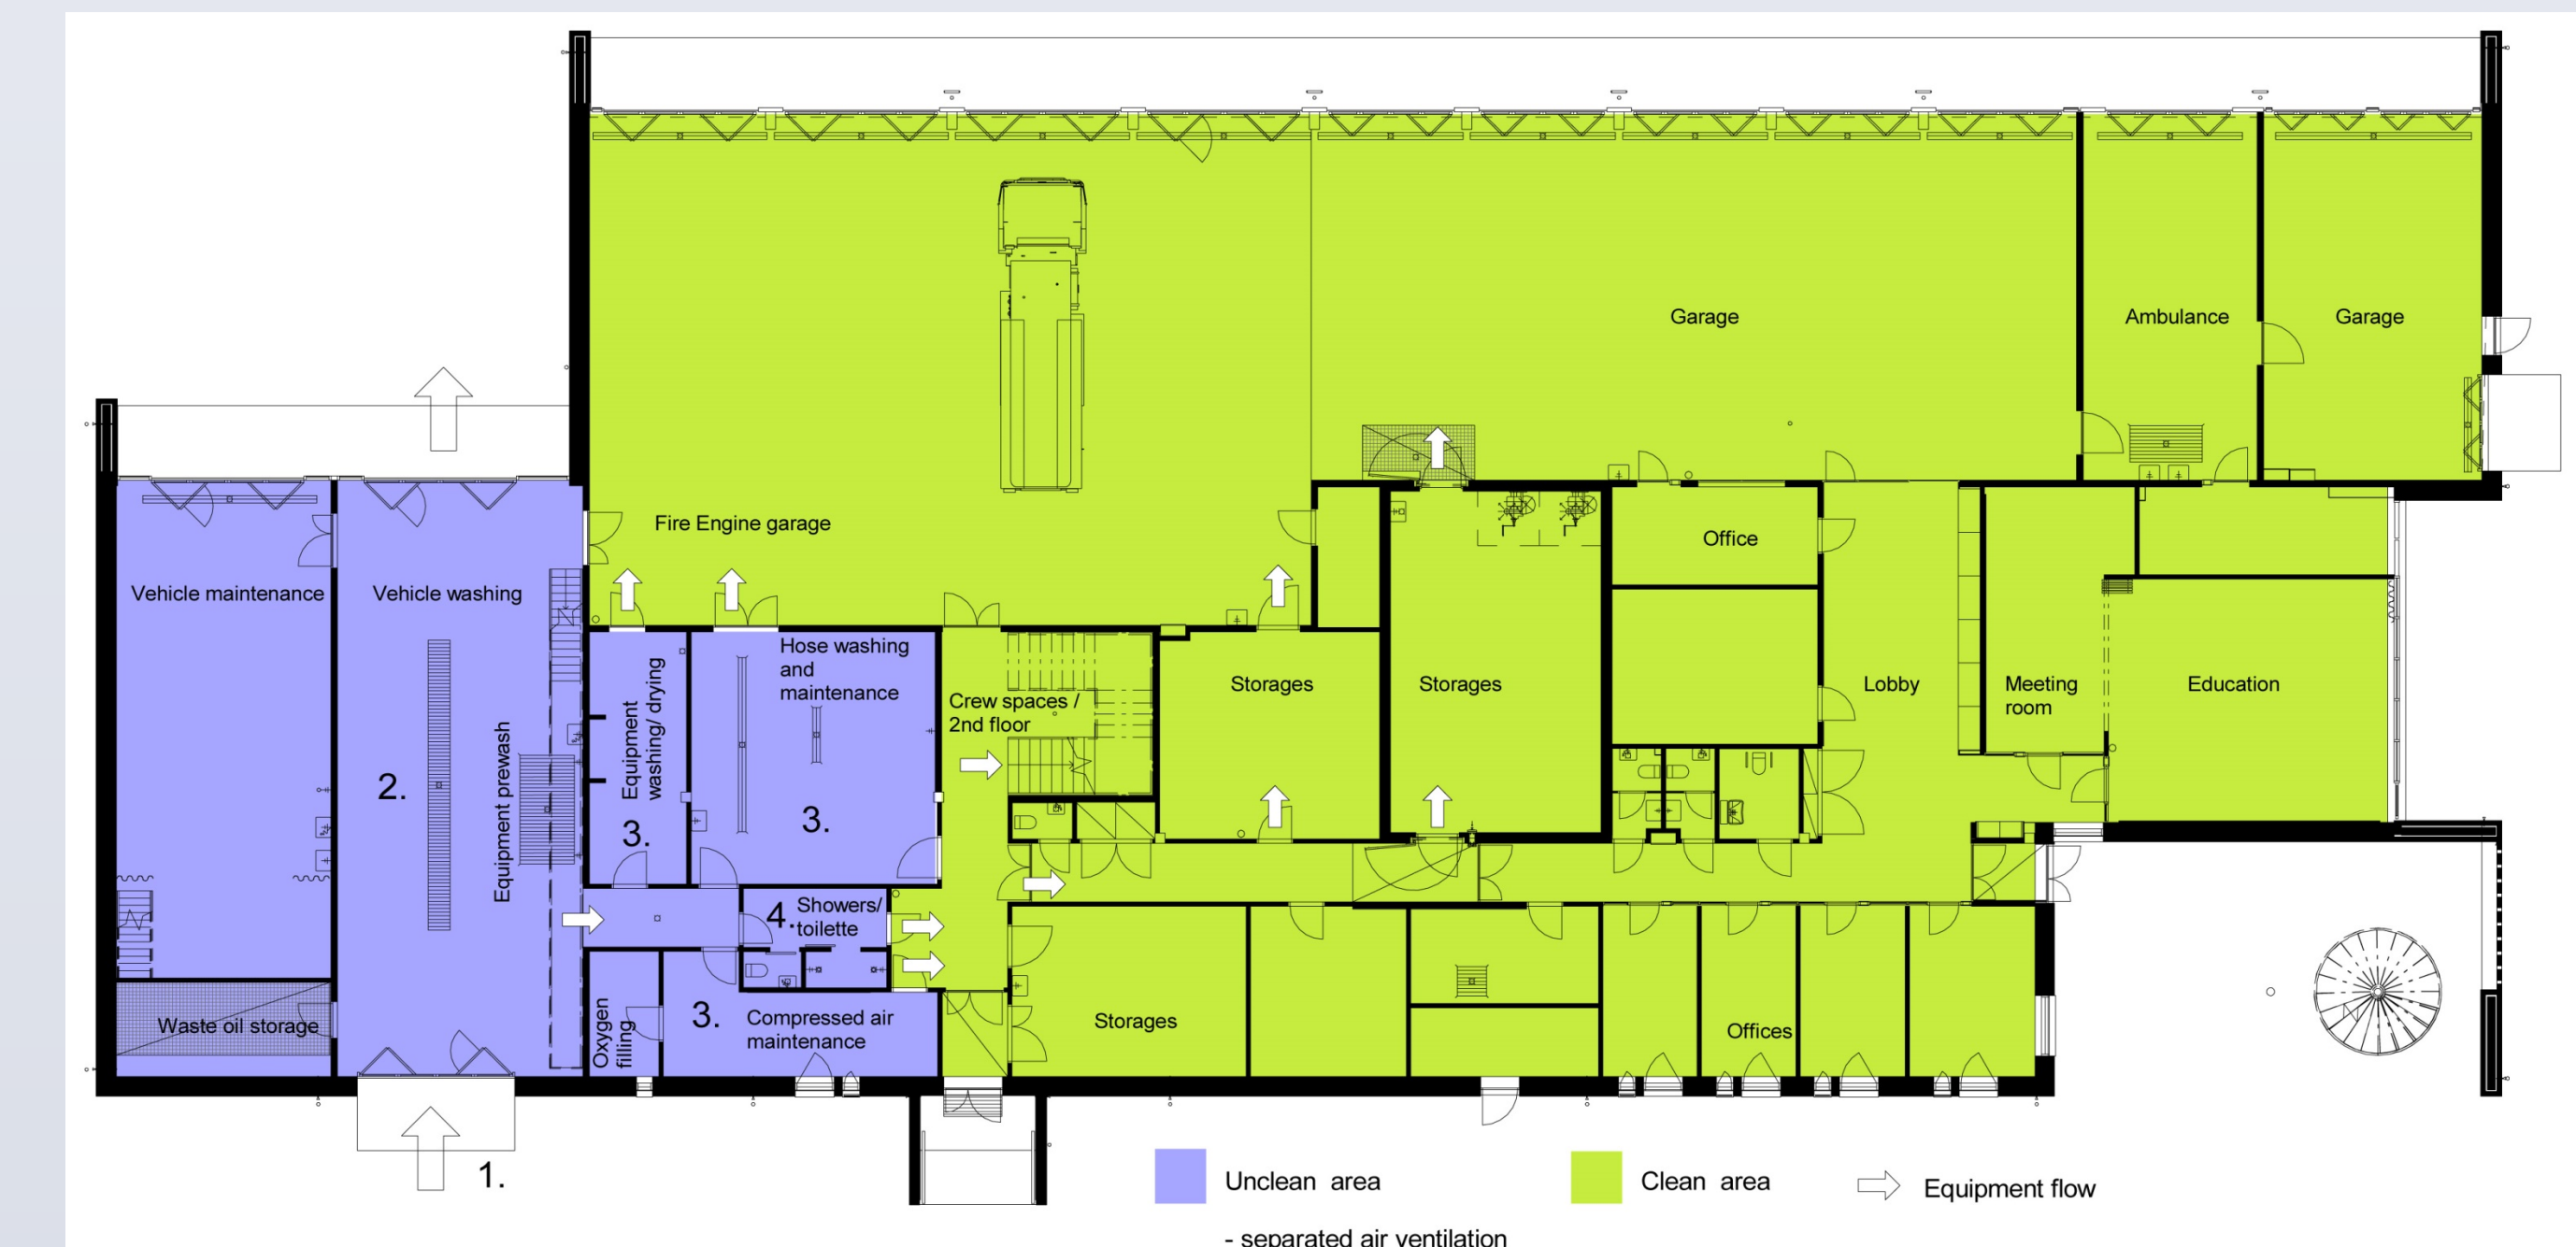 Garage
Ambulance
Garage
Fire Engine garage
Office
Vehicle maintenance
Vehicle washing
Equipment prewash
Equipment
washing/ drying
Hose washing
and
maintenance
Crew spaces /
2nd floor
Storages
Storages
Lobby
Meeting
room
Education
2.
3.
3.
4.
Showers/
toilette
Waste oil storage
Oxygen
filling
3.
Compressed air
maintenance
Storages
Offices
1.
Unclean area
Clean area
Equipment flow
- separated air ventilation